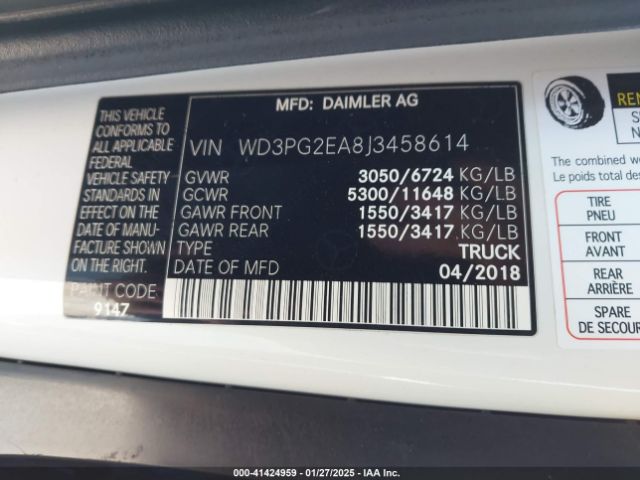 MFD: DAIMLER AG
THIS VEHICLE
CONFORMS TO
ALL APPLICABLE
FEDERAL MOTOR
VEHICLE SAFETY
STANDARDS IN
EFFECT ON THE
DATE OF MANU-
FACTURE SHOWN
ON THE RIGHT.
PAINT CODE
9147
VIN WD3PG2EA8J3458614
GVWR 3050/6724 KG/LB
GCWR 5300/11648 KG/LB
GAWR FRONT 1550/3417 KG/LB
GAWR REAR 1550/3417 KG/LB
TYPE TRUCK
DATE OF MFD 04/2018
The combined w
Le poids total des
TIRE
PNEU
FRONT
AVANT
REAR
ARRIÈRE
SPARE
DE SECOUR
000-41424959 — 01/27/2025 — IAA Inc.